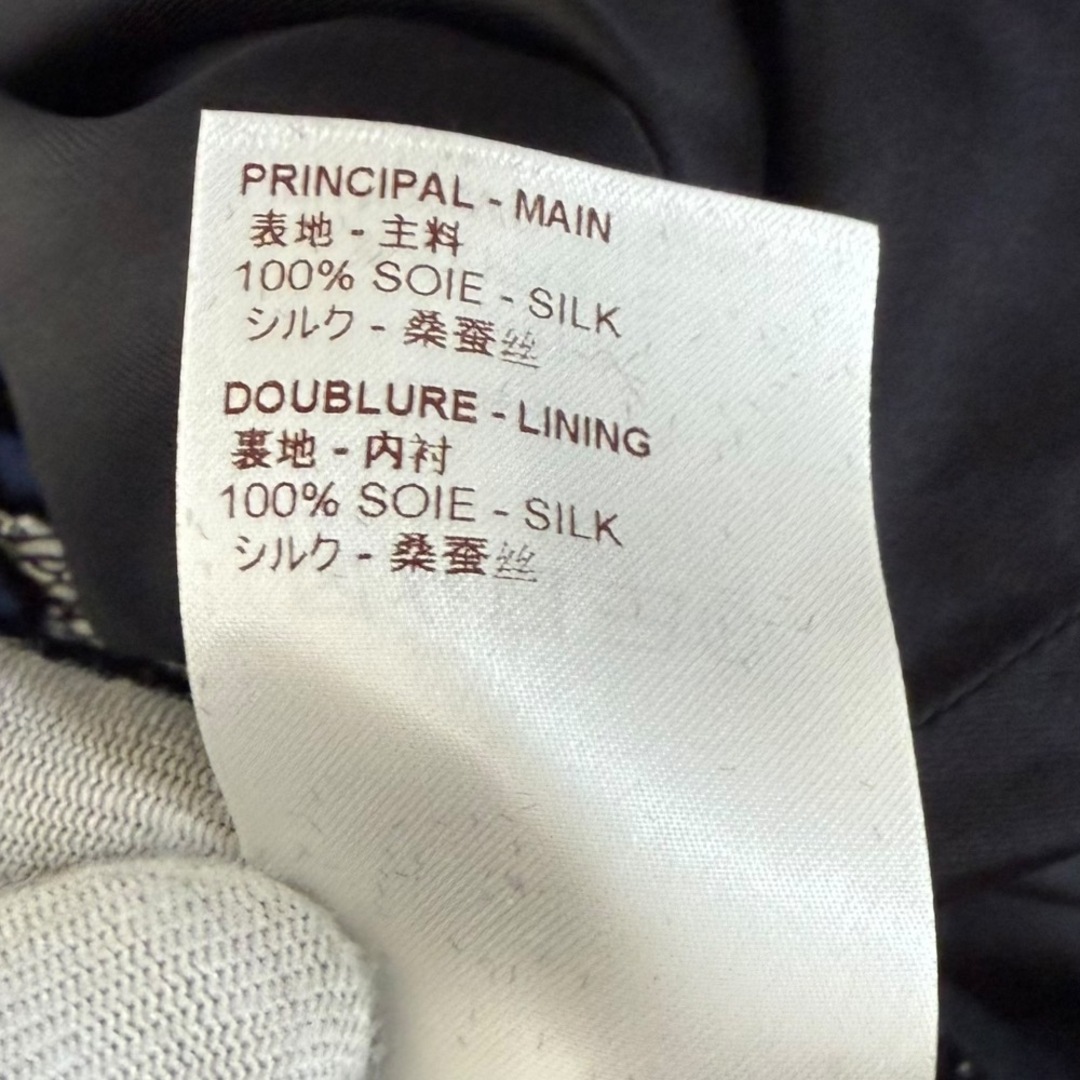 PRINCIPAL - MAIN
表地 - 主料
100% SOIE - SILK
シルク - 桑蚕丝
DOUBLURE - LINING
裏地 - 内衬
100% SOIE - SILK
シルク - 桑蚕丝